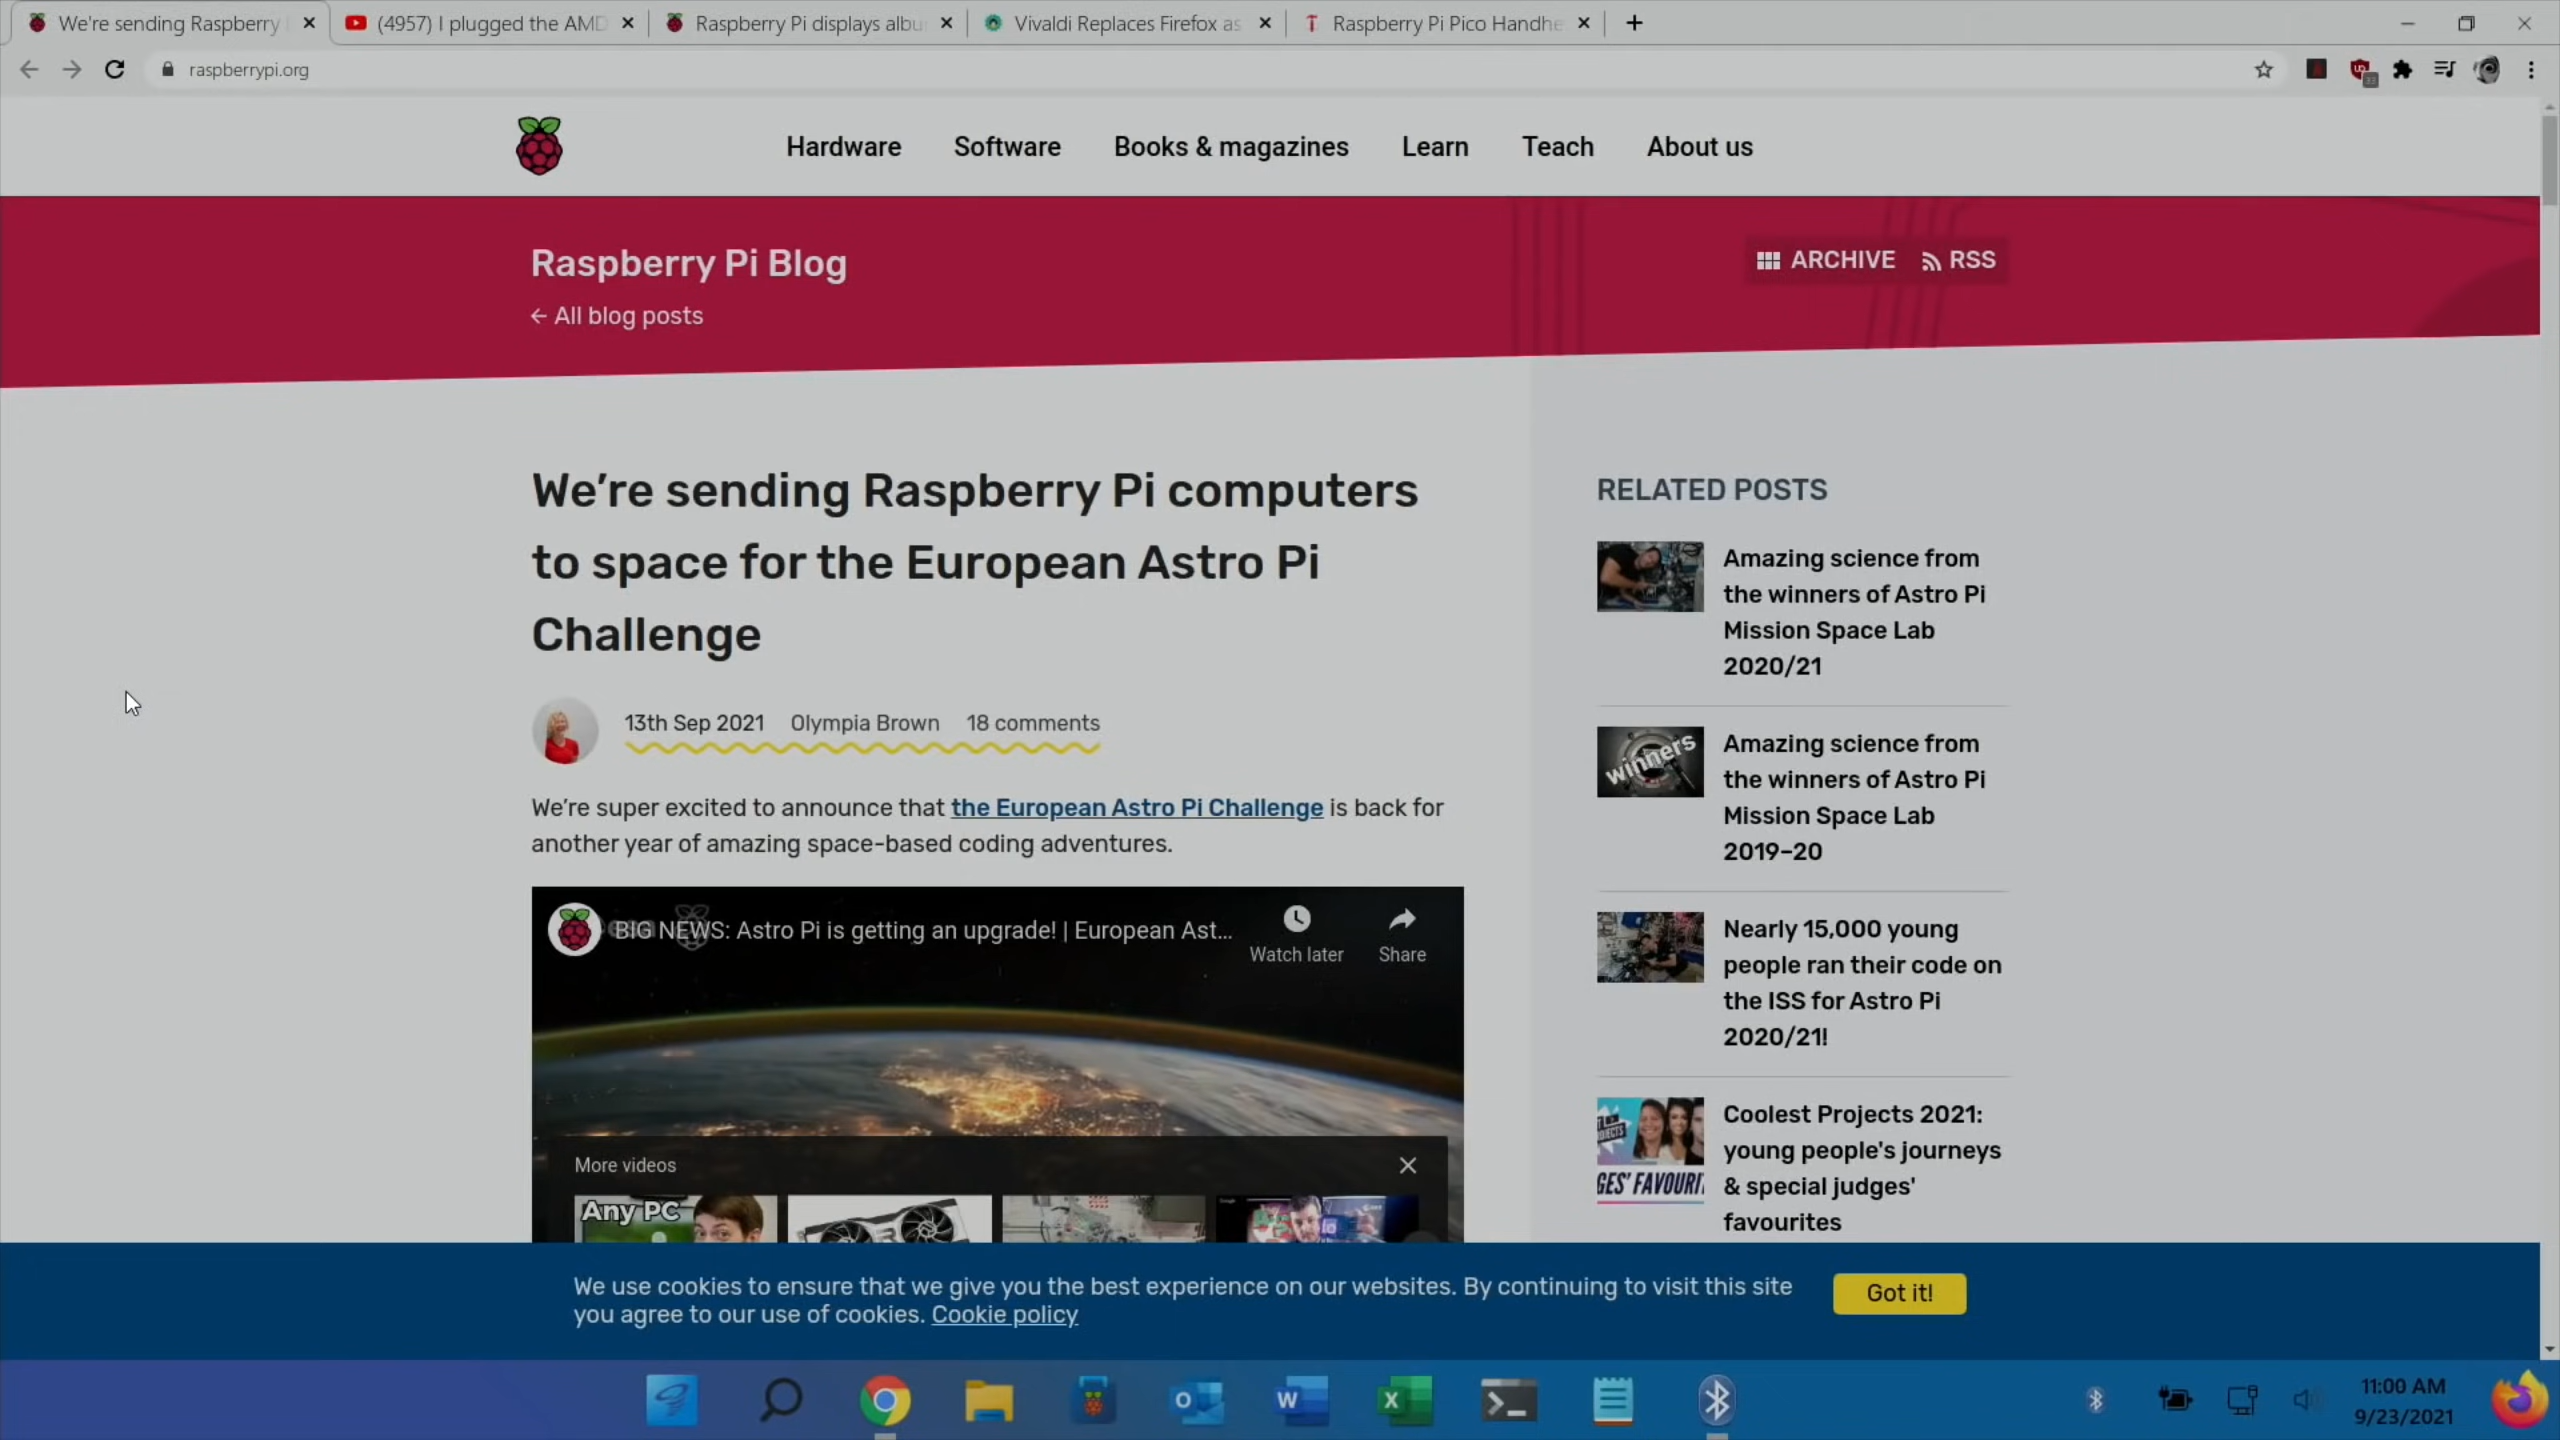 We're sending Raspberry
(4957) I plugged the AMD
Raspberry Pi displays albu
Vivaldi Replaces Firefox as
Raspberry Pi Pico Handhe
raspberrypi.org
Hardware
Software
Books & magazines
Learn
Teach
About us
Raspberry Pi Blog
ARCHIVE
RSS
← All blog posts
We're sending Raspberry Pi computers
to space for the European Astro Pi
Challenge
13th Sep 2021 Olympia Brown 18 comments
We're super excited to announce that the European Astro Pi Challenge is back for
another year of amazing space-based coding adventures.
BIG NEWS: Astro Pi is getting an upgrade! | European Ast...
Watch later
Share
More videos
Any PC
RELATED POSTS
Amazing science from
the winners of Astro Pi
Mission Space Lab
2020/21
winners
Amazing science from
the winners of Astro Pi
Mission Space Lab
2019–20
Nearly 15,000 young
people ran their code on
the ISS for Astro Pi
2020/21!
GES' FAVOURI
Coolest Projects 2021:
young people's journeys
& special judges'
favourites
We use cookies to ensure that we give you the best experience on our websites. By continuing to visit this site
you agree to our use of cookies. Cookie policy
Got it!
11:00 AM
9/23/2021